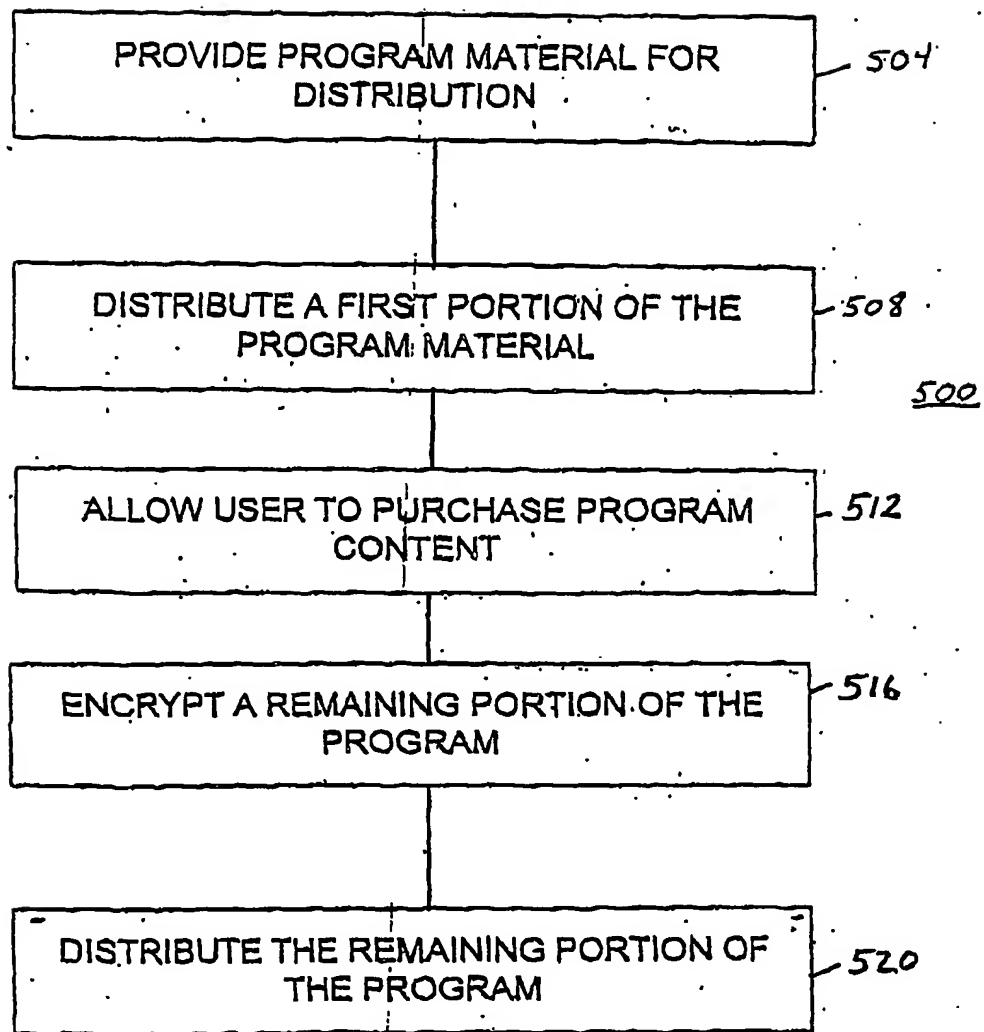 PROVIDE PROGRAM MATERIAL FOR
DISTRIBUTION
504
DISTRIBUTE A FIRST PORTION OF THE
PROGRAM MATERIAL
508
500
ALLOW USER TO PURCHASE PROGRAM
CONTENT
512
ENCRYPT A REMAINING PORTION OF THE
PROGRAM
516
DISTRIBUTE THE REMAINING PORTION OF
THE PROGRAM
520